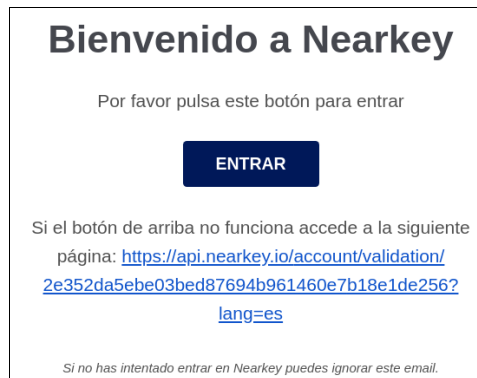 Bienvenido a Nearkey
Por favor pulsa este botón para entrar
ENTRAR
Si el botón de arriba no funciona accede a la siguiente
página: https://api.nearkey.io/account/validation/
2e352da5ebe03bed87694b961460e7b18e1de256?
lang=es
Si no has intentado entrar en Nearkey puedes ignorar este email.